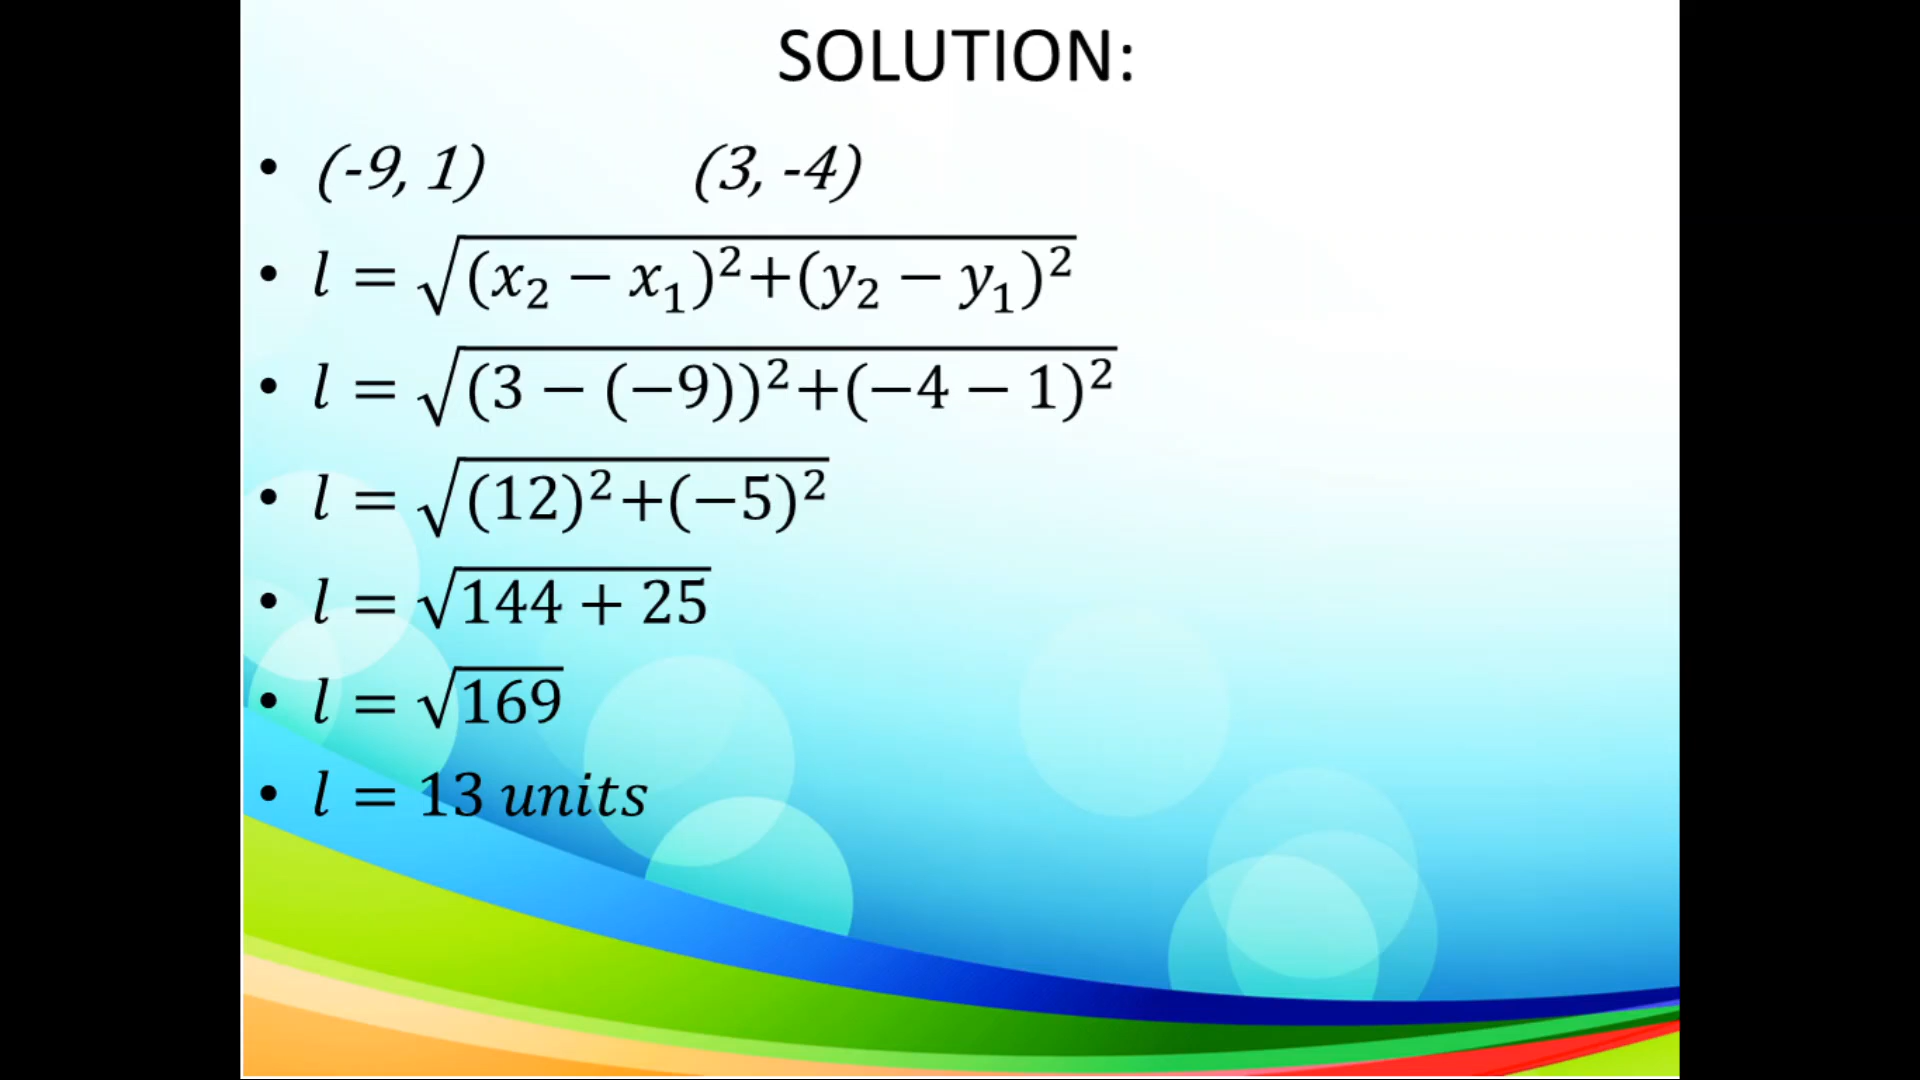 SOLUTION:
• (-9, 1) (3, -4)
• l = √(x₂ − x₁)²+(y₂ − y₁)²
• l = √(3 − (−9))²+(−4 − 1)²
• l = √(12)²+(−5)²
• l = √144 + 25
• l = √169
• l = 13 units